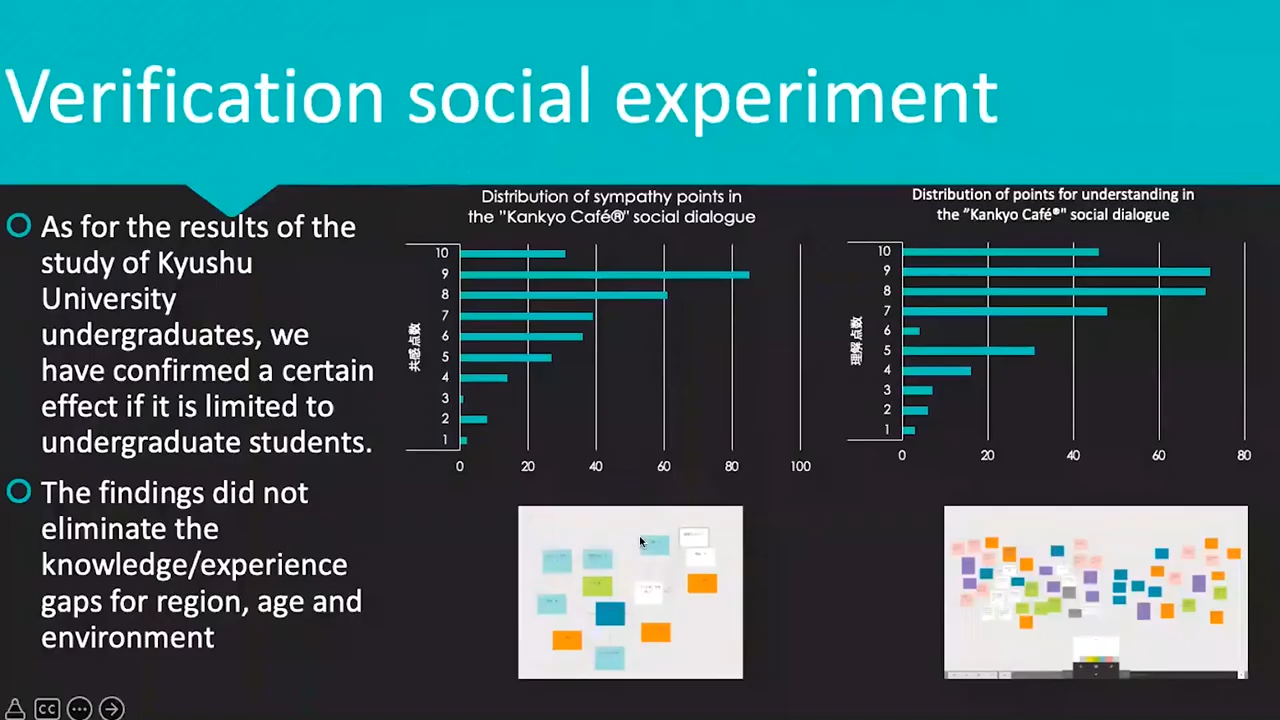 Verification social experiment
As for the results of the
study of Kyushu
University
undergraduates, we
have confirmed a certain
effect if it is limited to
undergraduate students.
The findings did not
eliminate the
knowledge/experience
gaps for region, age and
environment
Distribution of sympathy points in
the "Kankyo Café®" social dialogue
共感点数
10
9
8
7
6
5
4
3
2
1
0 20 40 60 80 100
Distribution of points for understanding in
the "Kankyo Café®" social dialogue
理解点数
10
9
8
7
6
5
4
3
2
1
0 20 40 60 80
CC